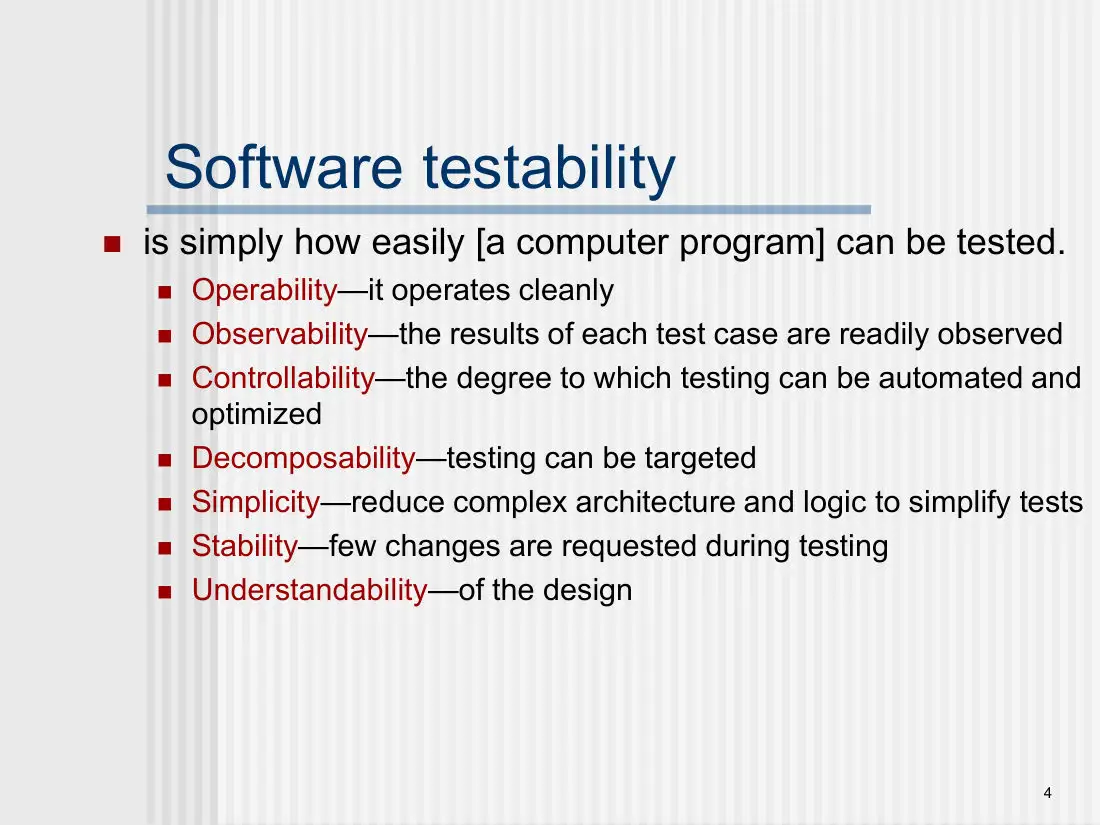 Software testability
is simply how easily [a computer program] can be tested.
Operability—it operates cleanly
Observability—the results of each test case are readily observed
Controllability—the degree to which testing can be automated and
optimized
Decomposability—testing can be targeted
Simplicity—reduce complex architecture and logic to simplify tests
Stability—few changes are requested during testing
Understandability—of the design
4